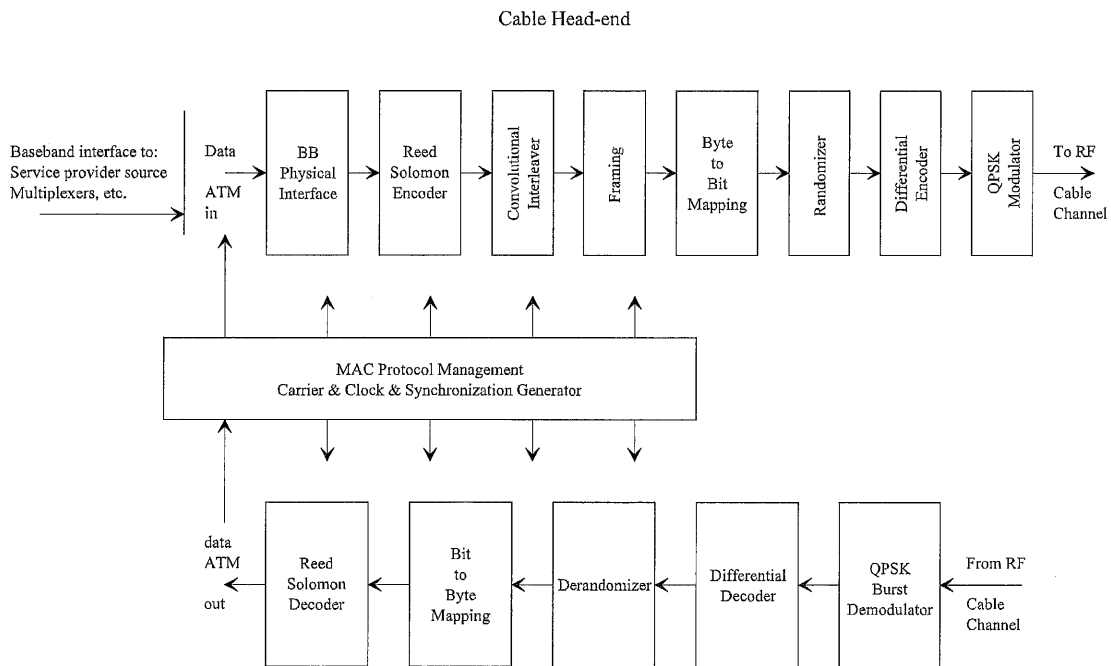 Cable Head-end
Baseband interface to:
Service provider source
Multiplexers, etc.
Data
ATM
in
BB
Physical
Interface
Reed
Solomon
Encoder
Convolutional
Interleaver
Framing
Byte
to
Bit
Mapping
Randomizer
Differential
Encoder
QPSK
Modulator
To RF
Cable
Channel
MAC Protocol Management
Carrier & Clock & Synchronization Generator
data
ATM
out
Reed
Solomon
Decoder
Bit
to
Byte
Mapping
Derandomizer
Differential
Decoder
QPSK
Burst
Demodulator
From RF
Cable
Channel